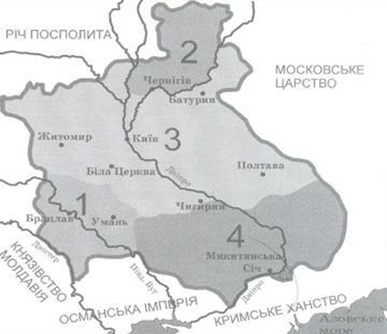 РІЧ ПОСПОЛИТА
2
Чернігів
МОСКОВСЬКЕ
ЦАРСТВО
Батурин
Житомир
Київ
3
Біла Церква
Дніпро
Полтава
1
Брацлав
Умань
Чигирин
4
Микитинська
Січ
Дністер
КНЯЗІВСТВО
МОЛДАВІЯ
Півд. Буг
Дніпро
ОСМАНСЬКА ІМПЕРІЯ
КРИМСЬКЕ ХАНСТВО
Азовське
море